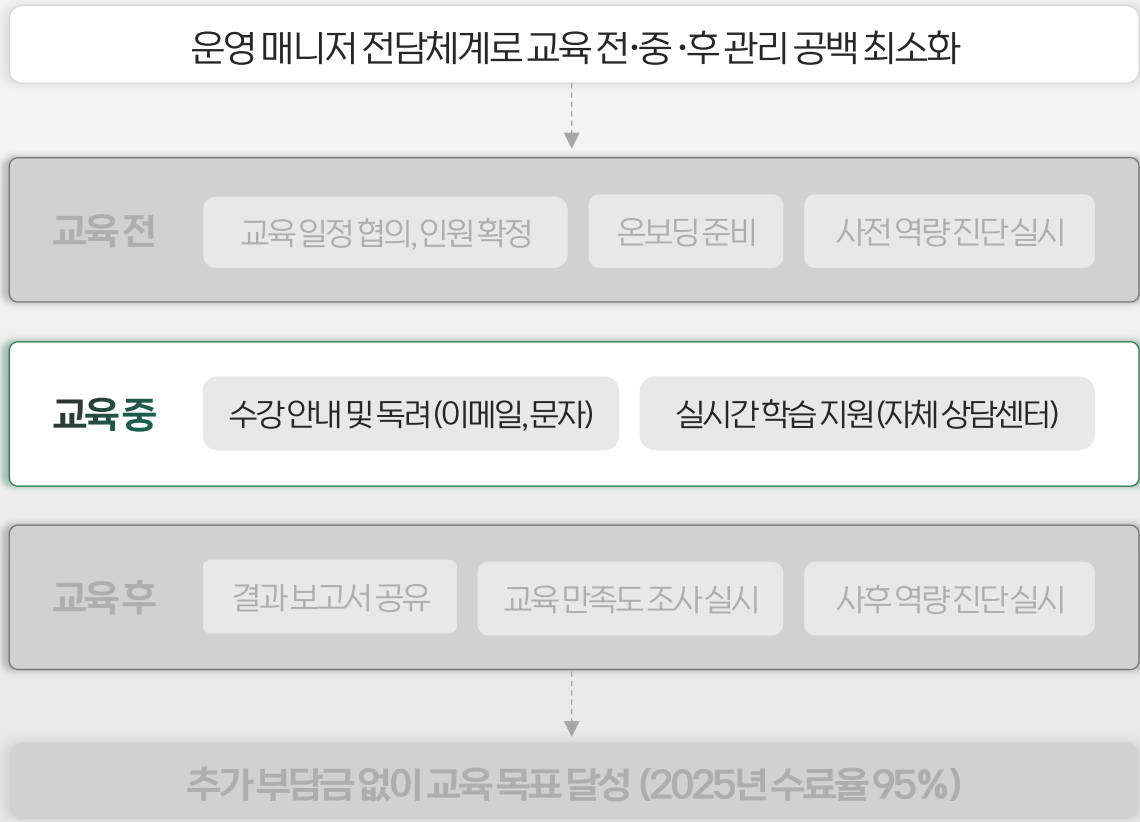 운영 매니저 전담체계로 교육 전·중·후 관리 공백 최소화
교육 전
교육 일정 협의, 인원 확정
온보딩 준비
사전 역량 진단 실시
교육 중
수강 안내 및 독려(이메일, 문자)
실시간 학습 지원(자체 상담센터)
교육 후
결과 보고서 공유
교육 만족도 조사 실시
사후 역량 진단 실시
추가 부담금 없이 교육 목표 달성 (2025년 수료율 95%)